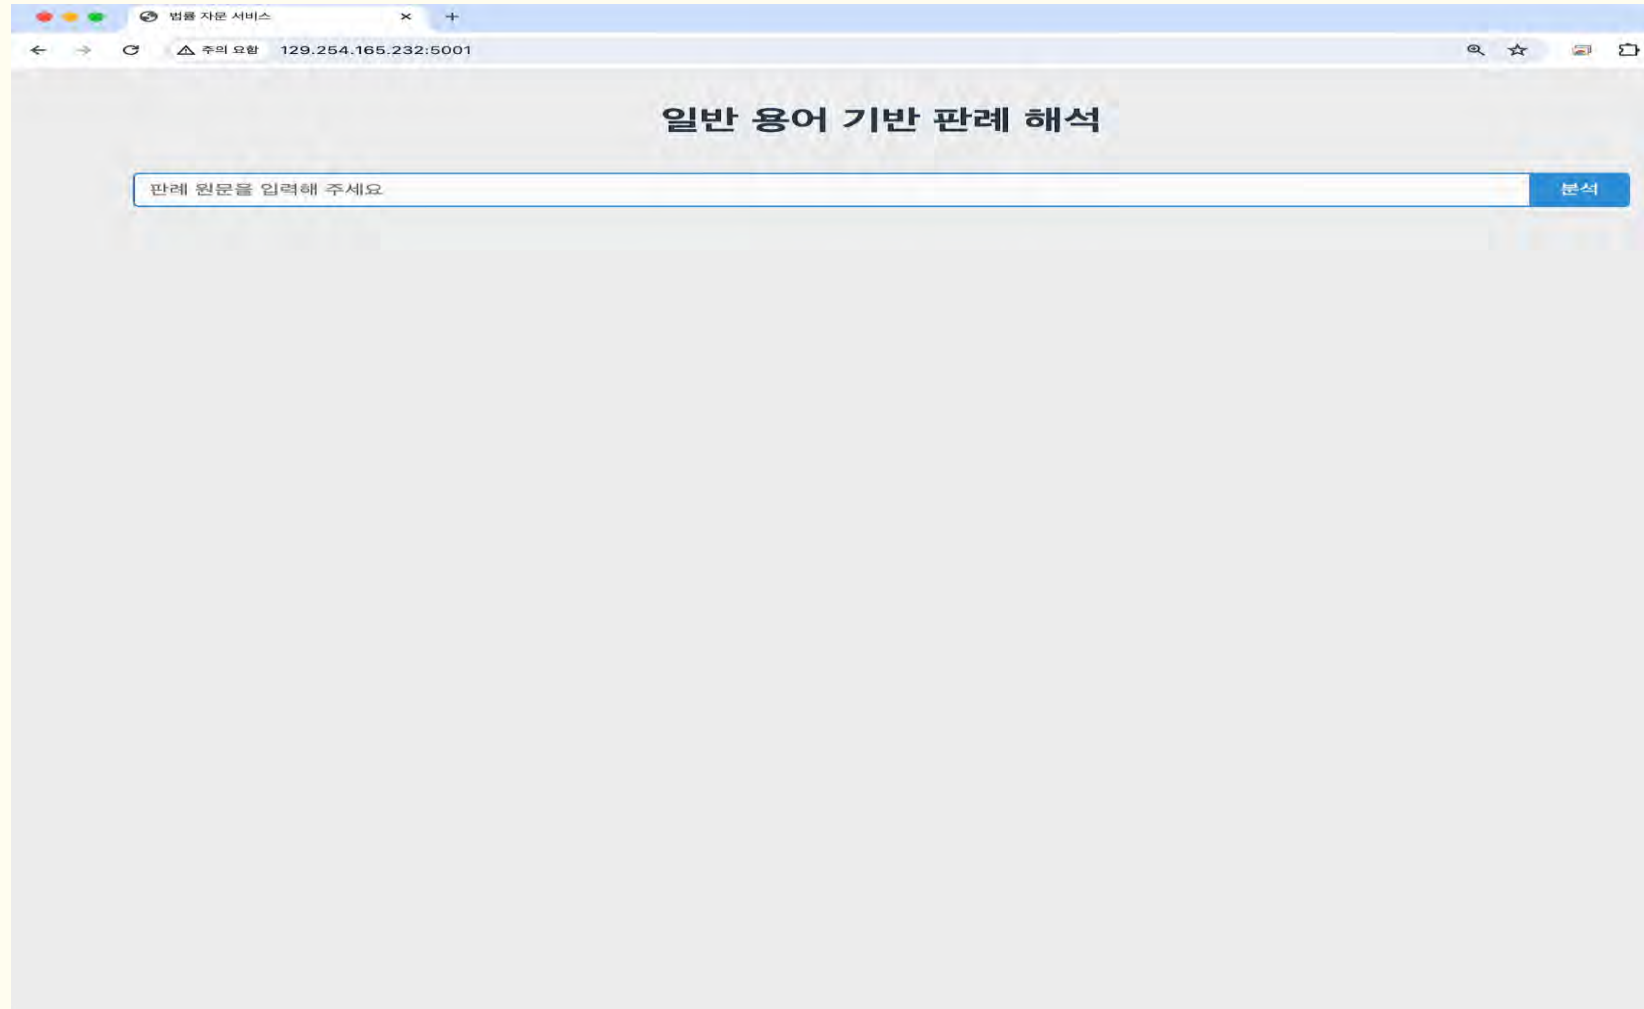 법률 자문 서비스
주의 요함 129.254.165.232:5001
일반 용어 기반 판례 해석
판례 원문을 입력해 주세요 분석